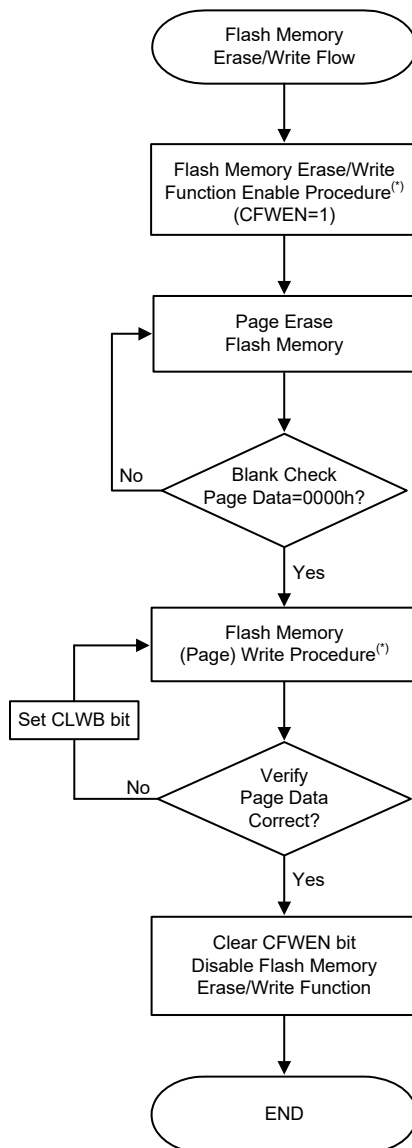 Flash Memory
Erase/Write Flow
Flash Memory Erase/Write
Function Enable Procedure(*)
(CFWEN=1)
Page Erase
Flash Memory
No
Blank Check
Page Data=0000h?
Yes
Flash Memory
(Page) Write Procedure(*)
Set CLWB bit
No
Verify
Page Data
Correct?
Yes
Clear CFWEN bit
Disable Flash Memory
Erase/Write Function
END